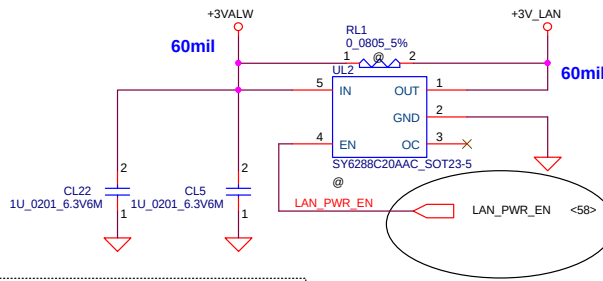 +3VALW
+3V_LAN
RL1
0_0805_5%
60mil
1
@
2
60mil
UL2
5
IN
OUT
1
GND
2
4
EN
OC
3
SY6288C20AAC_SOT23-5
@
2
2
CL22
CL5
1U_0201_6.3V6M
1U_0201_6.3V6M
1
1
LAN_PWR_EN
LAN_PWR_EN
<58>